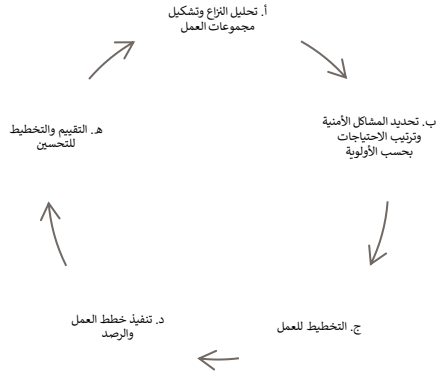 أ. تحليل النزاع وتشكيل
مجموعات العمل
ب. تحديد المشاكل الأمنية
وترتيب الاحتياجات
بحسب الأولوية
ج. التخطيط للعمل
د. تنفيذ خطط العمل
والرصد
هـ. التقييم والتخطيط
للتحسين